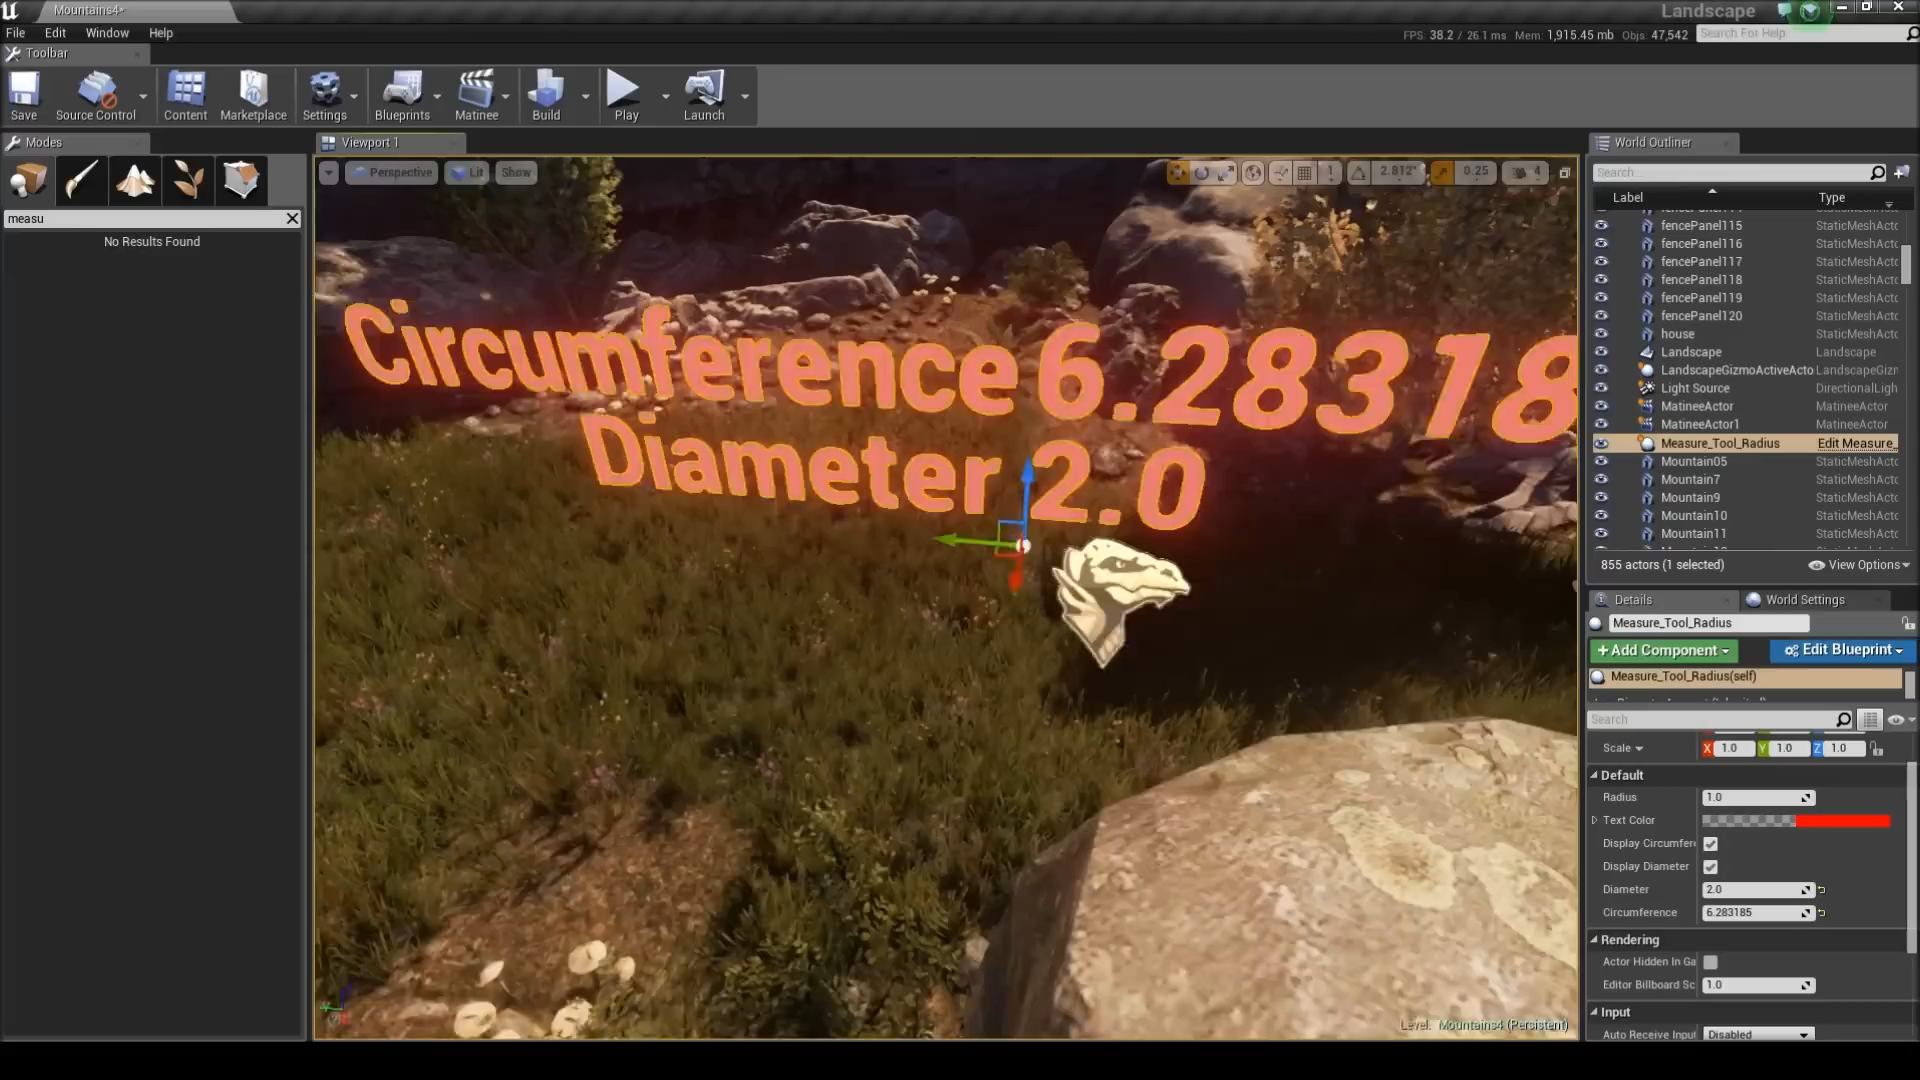 Mountains4*
Landscape
File Edit Window Help
FPS: 38.2 / 26.1 ms Mem: 1,915.45 mb Objs: 47,542
Search For Help
Toolbar
Save
Source Control
Content
Marketplace
Settings
Blueprints
Matinee
Build
Play
Launch
Modes
measu
No Results Found
Viewport 1
Perspective
Lit
Show
1
2.812°
0.25
4
Circumference 6.28318
Diameter 2.0
Level: Mountains4 (Persistent)
World Outliner
Search...
Label Type
fencePanel115 StaticMeshActo
fencePanel116 StaticMeshActo
fencePanel117 StaticMeshActo
fencePanel118 StaticMeshActo
fencePanel119 StaticMeshActo
fencePanel120 StaticMeshActo
house StaticMeshActo
Landscape Landscape
LandscapeGizmoActiveActo LandscapeGizn
Light Source DirectionalLigh
MatineeActor MatineeActor
MatineeActor1 MatineeActor
Measure_Tool_Radius Edit Measure_
Mountain05 StaticMeshActo
Mountain7 StaticMeshActo
Mountain9 StaticMeshActo
Mountain10 StaticMeshActo
Mountain11 StaticMeshActo
855 actors (1 selected)
View Options
Details
World Settings
Measure_Tool_Radius
+Add Component
Edit Blueprint
Measure_Tool_Radius(self)
Search
Scale X 1.0 Y 1.0 Z 1.0
Default
Radius 1.0
Text Color
Display Circumfer
Display Diameter
Diameter 2.0
Circumference 6.283185
Rendering
Actor Hidden In Ga
Editor Billboard Sc 1.0
Input
Auto Receive Input Disabled